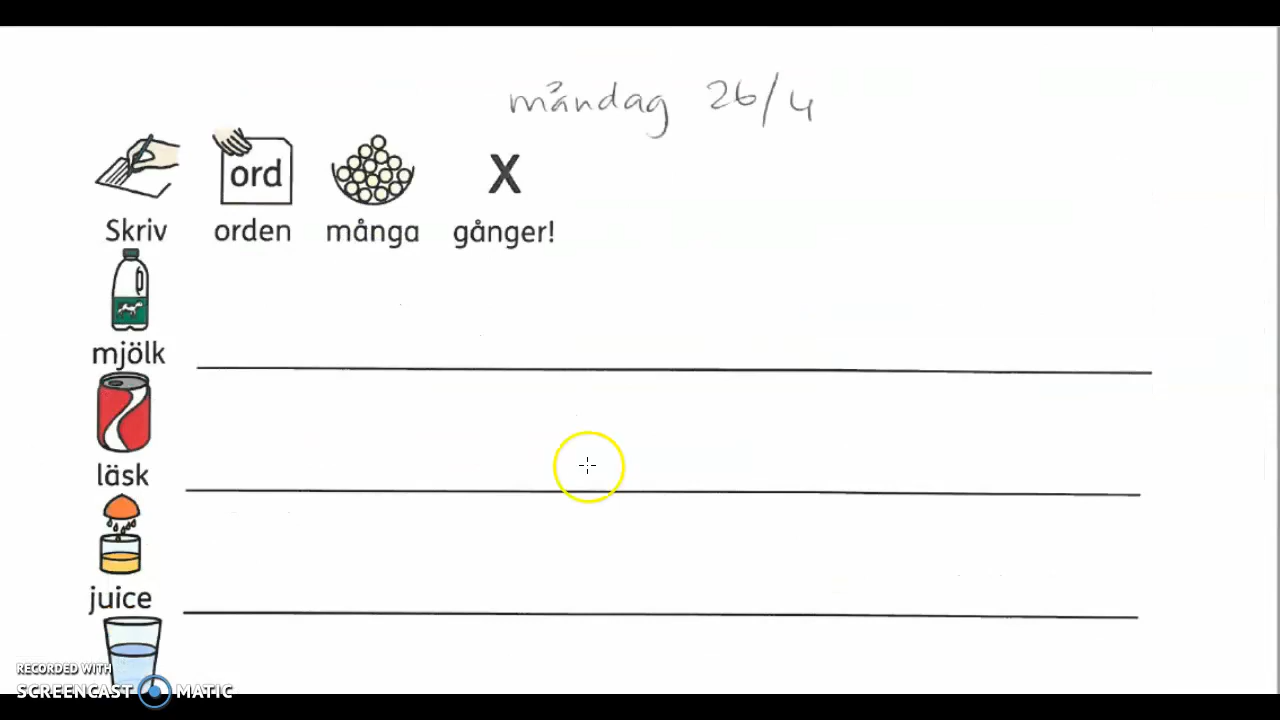 måndag 26/4
ord
Skriv orden många gånger!
mjölk
läsk
juice
RECORDED WITH
SCREENCAST MATIC